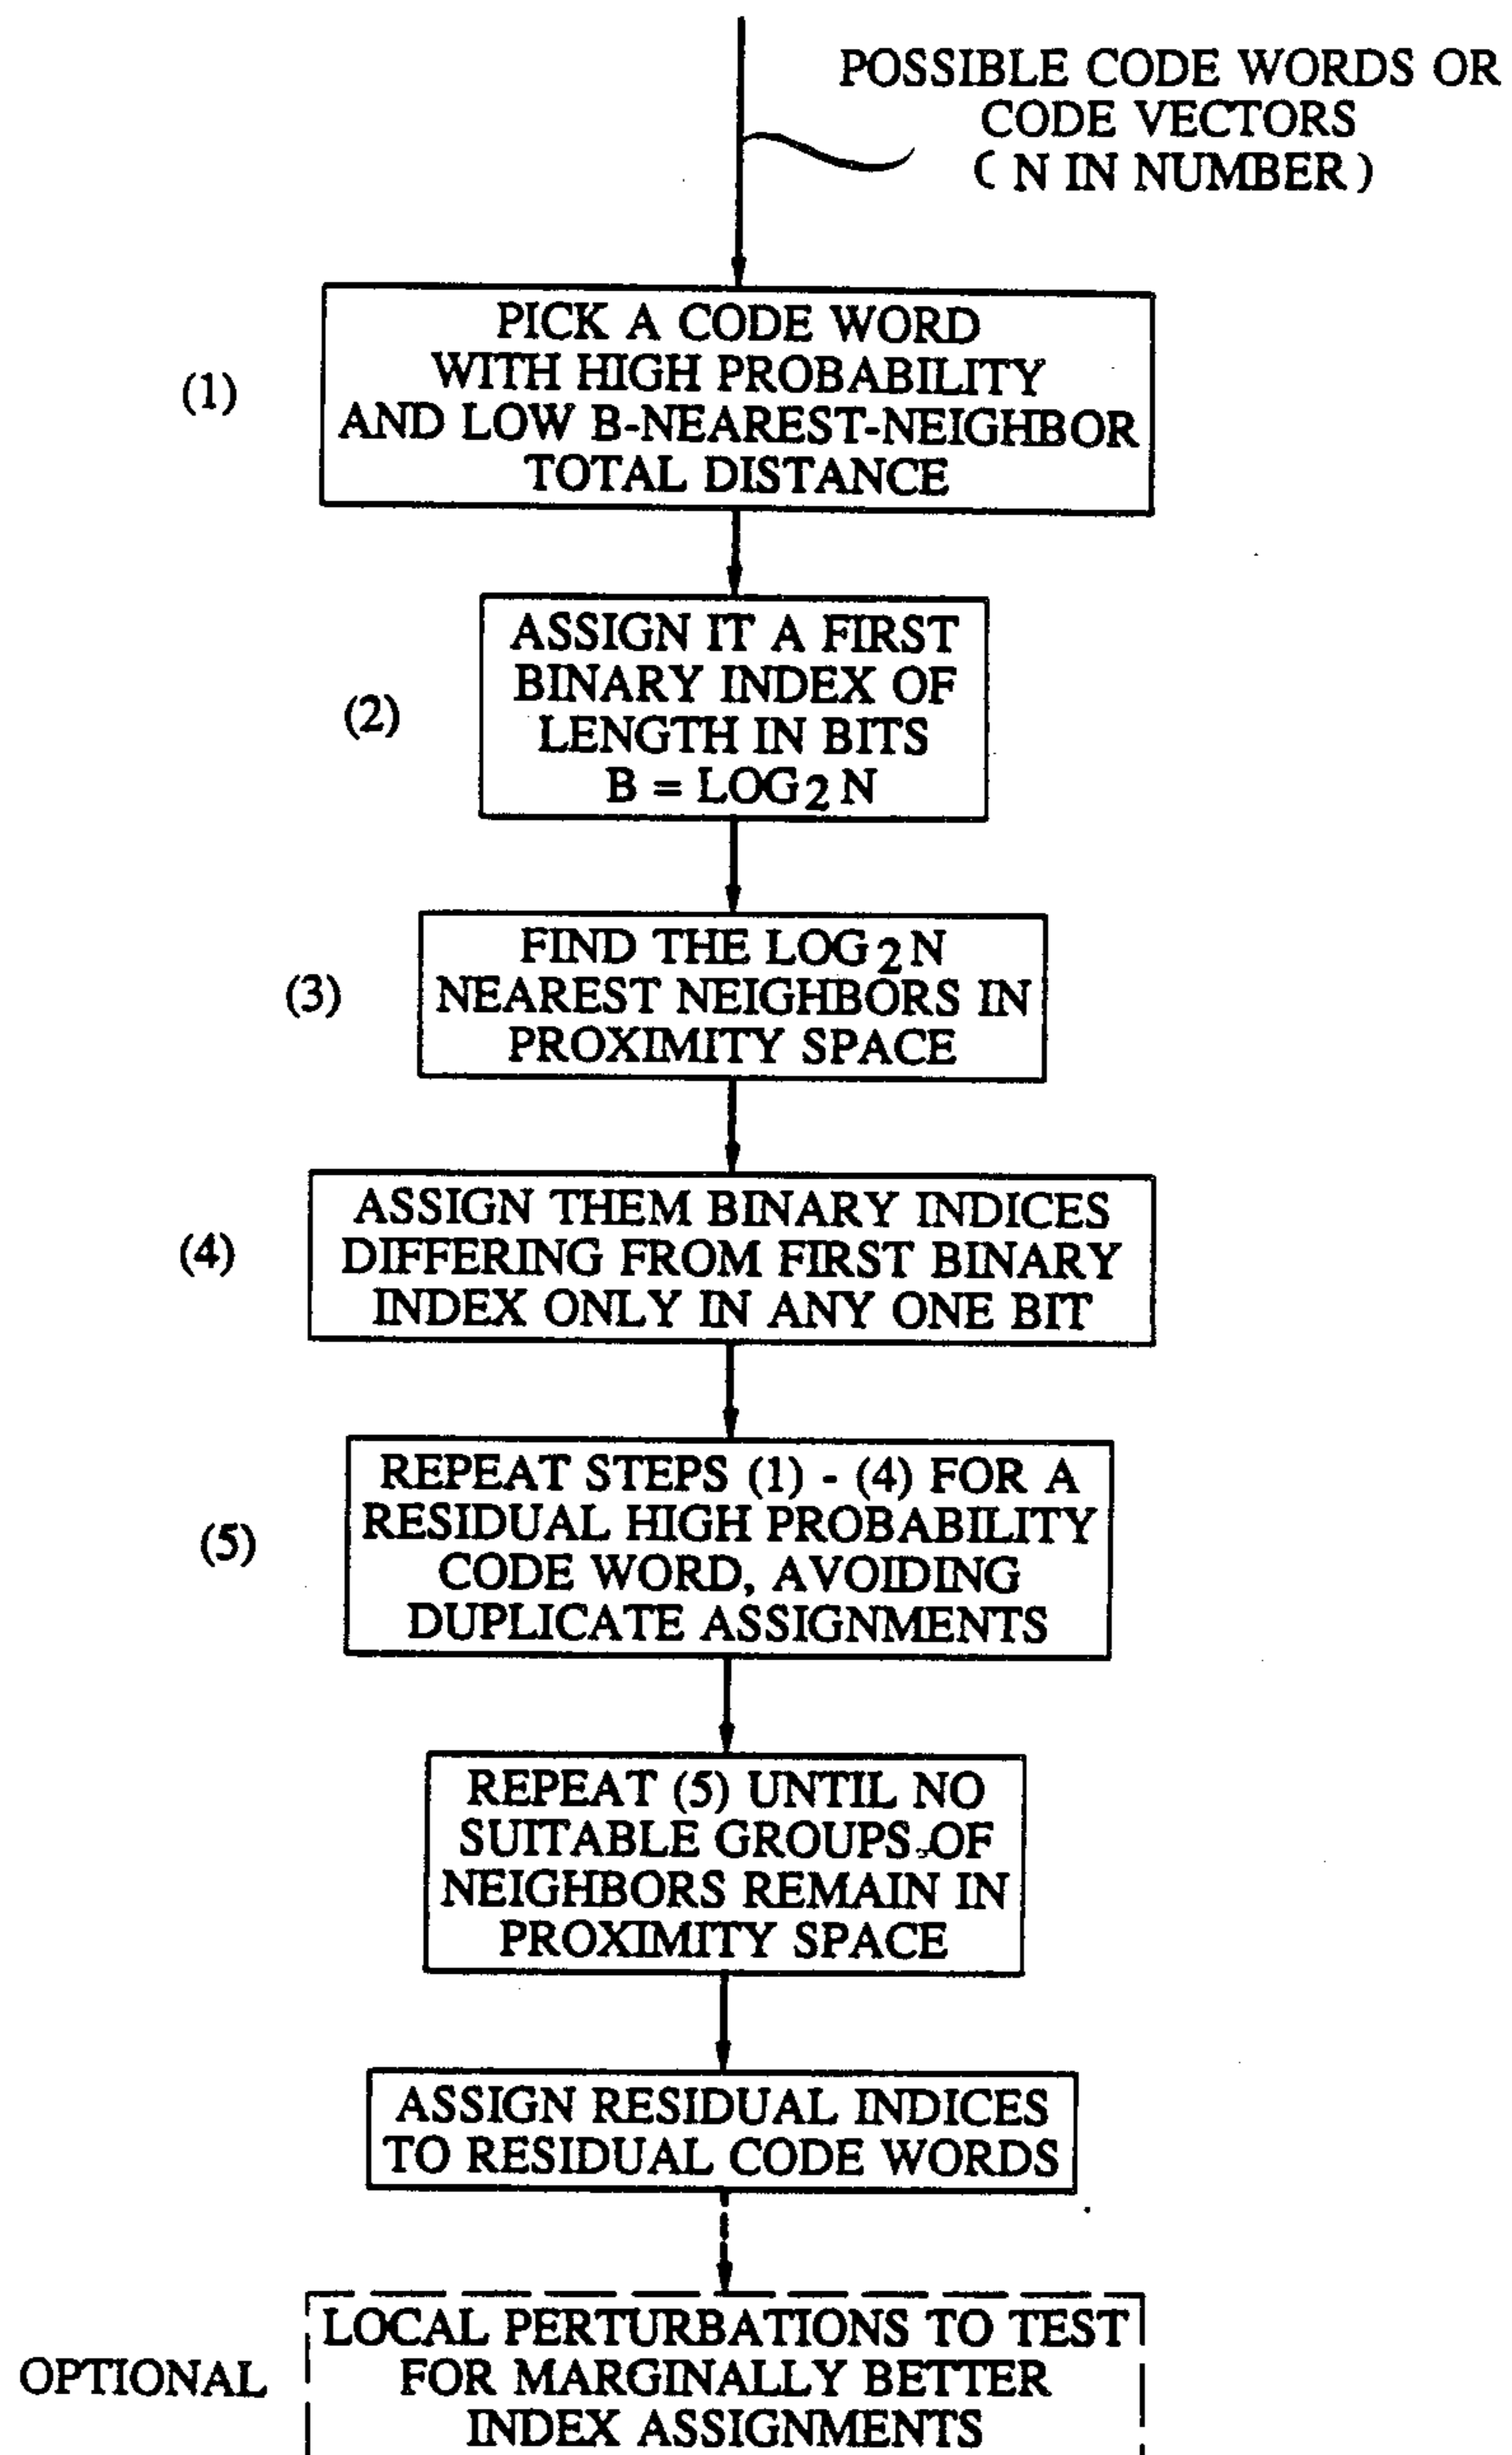 POSSIBLE CODE WORDS OR
CODE VECTORS
( N IN NUMBER )
(1)
PICK A CODE WORD
WITH HIGH PROBABILITY
AND LOW B-NEAREST-NEIGHBOR
TOTAL DISTANCE
(2)
ASSIGN IT A FIRST
BINARY INDEX OF
LENGTH IN BITS
B = LOG2 N
(3)
FIND THE LOG2 N
NEAREST NEIGHBORS IN
PROXIMITY SPACE
(4)
ASSIGN THEM BINARY INDICES
DIFFERING FROM FIRST BINARY
INDEX ONLY IN ANY ONE BIT
(5)
REPEAT STEPS (1) - (4) FOR A
RESIDUAL HIGH PROBABILITY
CODE WORD, AVOIDING
DUPLICATE ASSIGNMENTS
REPEAT (5) UNTIL NO
SUITABLE GROUPS OF
NEIGHBORS REMAIN IN
PROXIMITY SPACE
ASSIGN RESIDUAL INDICES
TO RESIDUAL CODE WORDS
OPTIONAL
LOCAL PERTURBATIONS TO TEST
FOR MARGINALLY BETTER
INDEX ASSIGNMENTS